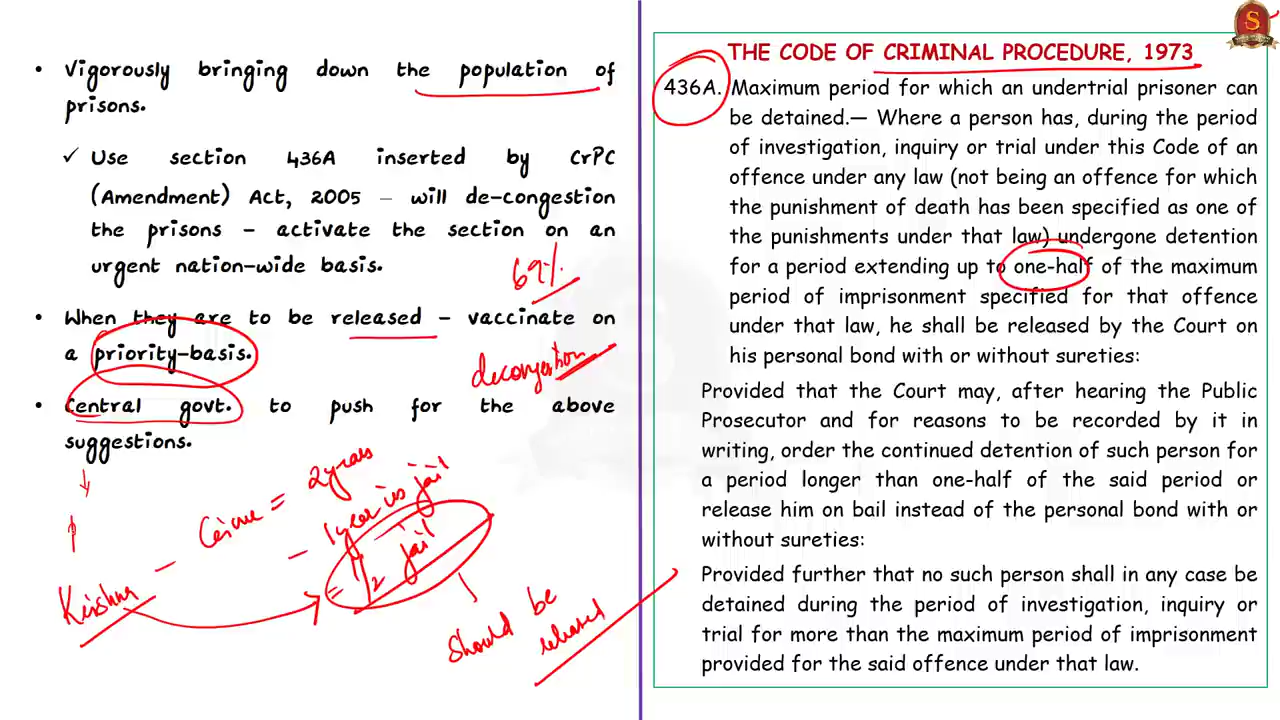 • Vigorously bringing down the population of
prisons.
✓ Use section 436A inserted by CrPC
(Amendment) Act, 2005 – will de-congestion
the prisons – activate the section on an
urgent nation-wide basis.
69%
• When they are to be released – vaccinate on
a priority-basis.
decongestion
• Central govt. to push for the above
suggestions.
Krishna – Crime = 2 years
– 1 year in jail
= 1/2 jail
should be
released
S
THE CODE OF CRIMINAL PROCEDURE, 1973
436A. Maximum period for which an undertrial prisoner can
be detained.— Where a person has, during the period
of investigation, inquiry or trial under this Code of an
offence under any law (not being an offence for which
the punishment of death has been specified as one of
the punishments under that law) undergone detention
for a period extending up to one-half of the maximum
period of imprisonment specified for that offence
under that law, he shall be released by the Court on
his personal bond with or without sureties:
Provided that the Court may, after hearing the Public
Prosecutor and for reasons to be recorded by it in
writing, order the continued detention of such person for
a period longer than one-half of the said period or
release him on bail instead of the personal bond with or
without sureties:
Provided further that no such person shall in any case be
detained during the period of investigation, inquiry or
trial for more than the maximum period of imprisonment
provided for the said offence under that law.